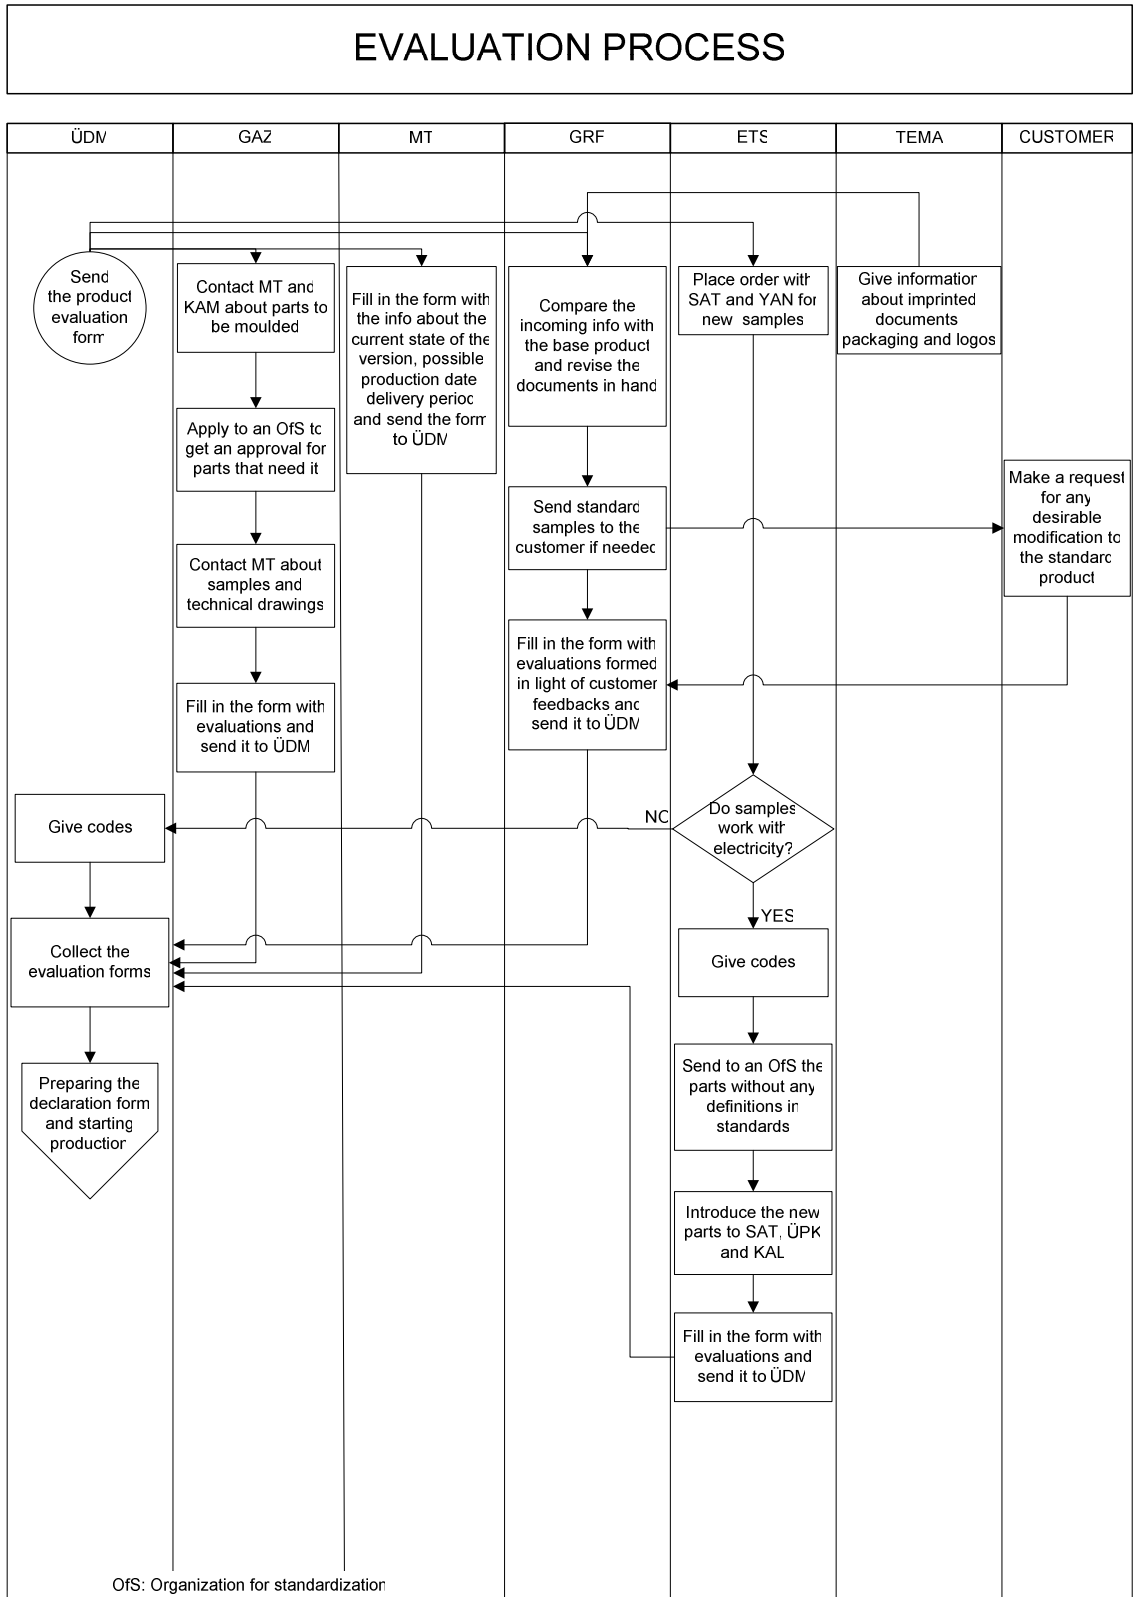 EVALUATION PROCESS
ÜDM
GAZ
MT
GRF
ETS
TEMA
CUSTOMER
Send
the product
evaluation
form
Contact MT and
KAM about parts to
be moulded
Fill in the form with
the info about the
current state of the
version, possible
production date
delivery period
and send the form
to ÜDM
Compare the
incoming info with
the base product
and revise the
documents in hand
Place order with
SAT and YAN for
new samples
Give information
about imprinted
documents
packaging and logos
Apply to an OfS to
get an approval for
parts that need it
Make a request
for any
desirable
modification to
the standard
product
Send standard
samples to the
customer if needed
Contact MT about
samples and
technical drawings
Fill in the form with
evaluations formed
in light of customer
feedbacks and
send it to ÜDM
Fill in the form with
evaluations and
send it to ÜDM
Give codes
NO
Do samples
work with
electricity?
YES
Collect the
evaluation forms
Give codes
Preparing the
declaration form
and starting
production
Send to an OfS the
parts without any
definitions in
standards
Introduce the new
parts to SAT, ÜPK
and KAL
Fill in the form with
evaluations and
send it to ÜDM
OfS: Organization for standardization